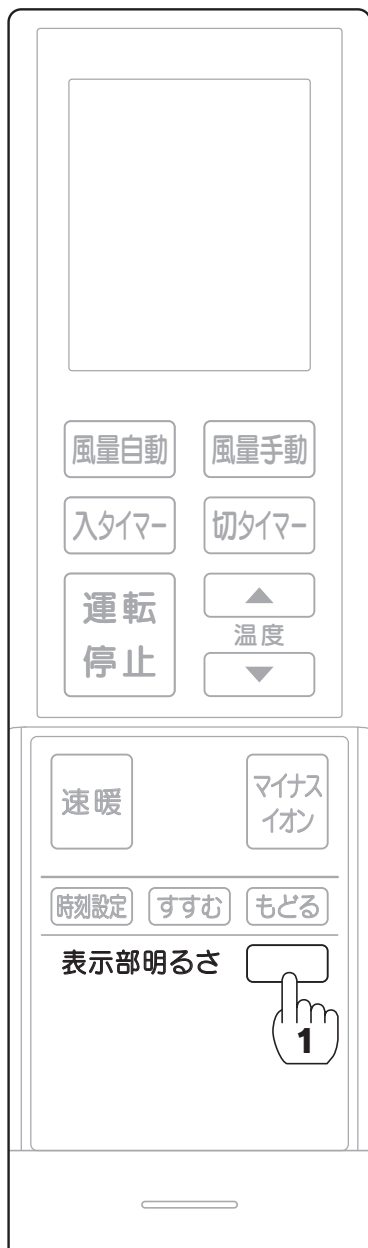 風量自動 風量手動
入タイマー 切タイマー
運転
停止
▲
温度
▼
速暖
マイナス
イオン
時刻設定 すすむ もどる
表示部明るさ
1